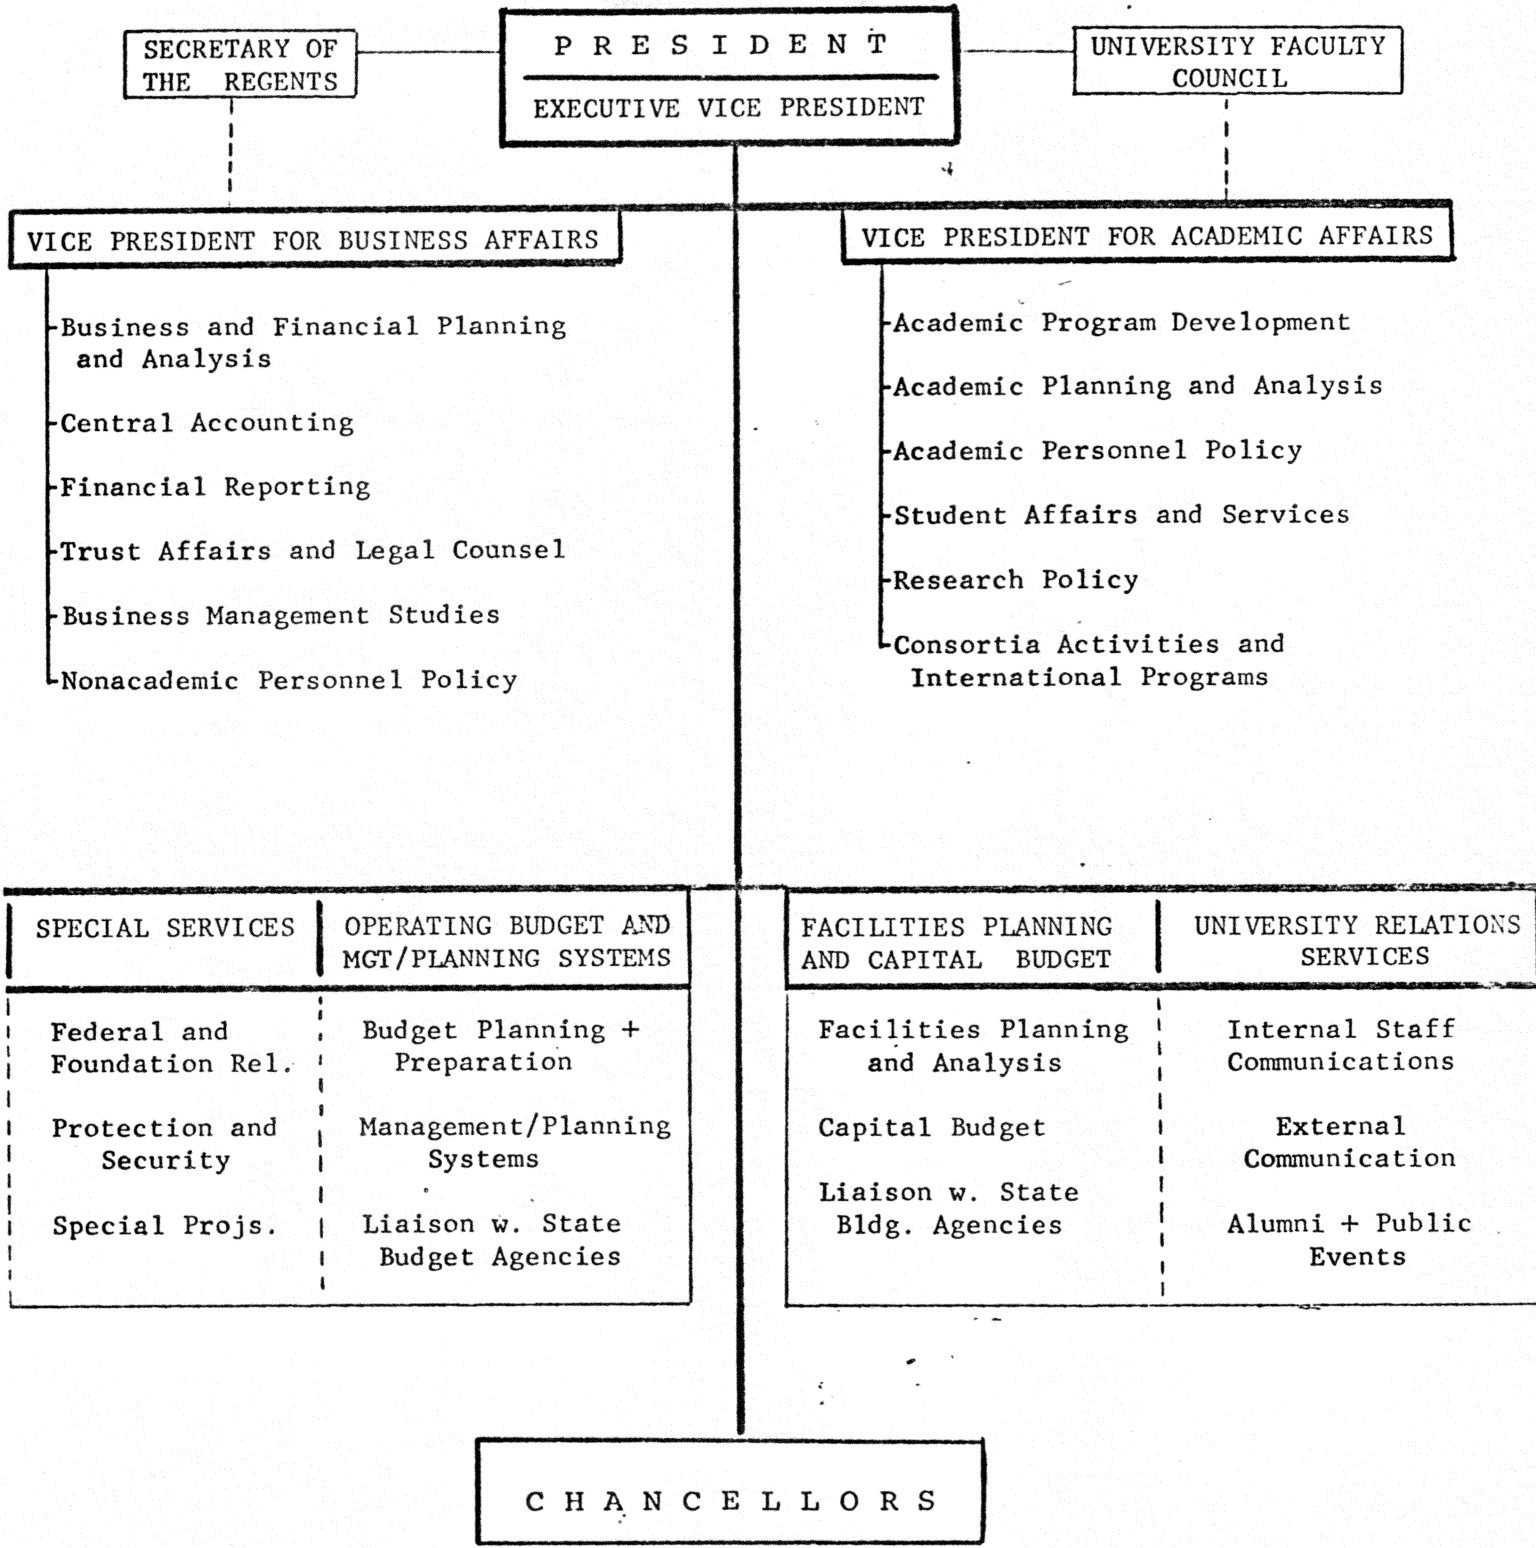 SECRETARY OF
THE REGENTS
P R E S I D E N T
EXECUTIVE VICE PRESIDENT
UNIVERSITY FACULTY
COUNCIL
VICE PRESIDENT FOR BUSINESS AFFAIRS
Business and Financial Planning
and Analysis
Central Accounting
Financial Reporting
Trust Affairs and Legal Counsel
Business Management Studies
Nonacademic Personnel Policy
VICE PRESIDENT FOR ACADEMIC AFFAIRS
Academic Program Development
Academic Planning and Analysis
Academic Personnel Policy
Student Affairs and Services
Research Policy
Consortia Activities and
International Programs
SPECIAL SERVICES
Federal and
Foundation Rel.
Protection and
Security
Special Projs.
OPERATING BUDGET AND
MGT/PLANNING SYSTEMS
Budget Planning +
Preparation
Management/Planning
Systems
Liaison w. State
Budget Agencies
FACILITIES PLANNING
AND CAPITAL BUDGET
Facilities Planning
and Analysis
Capital Budget
Liaison w. State
Bldg. Agencies
UNIVERSITY RELATIONS
SERVICES
Internal Staff
Communications
External
Communication
Alumni + Public
Events
C H A N C E L L O R S